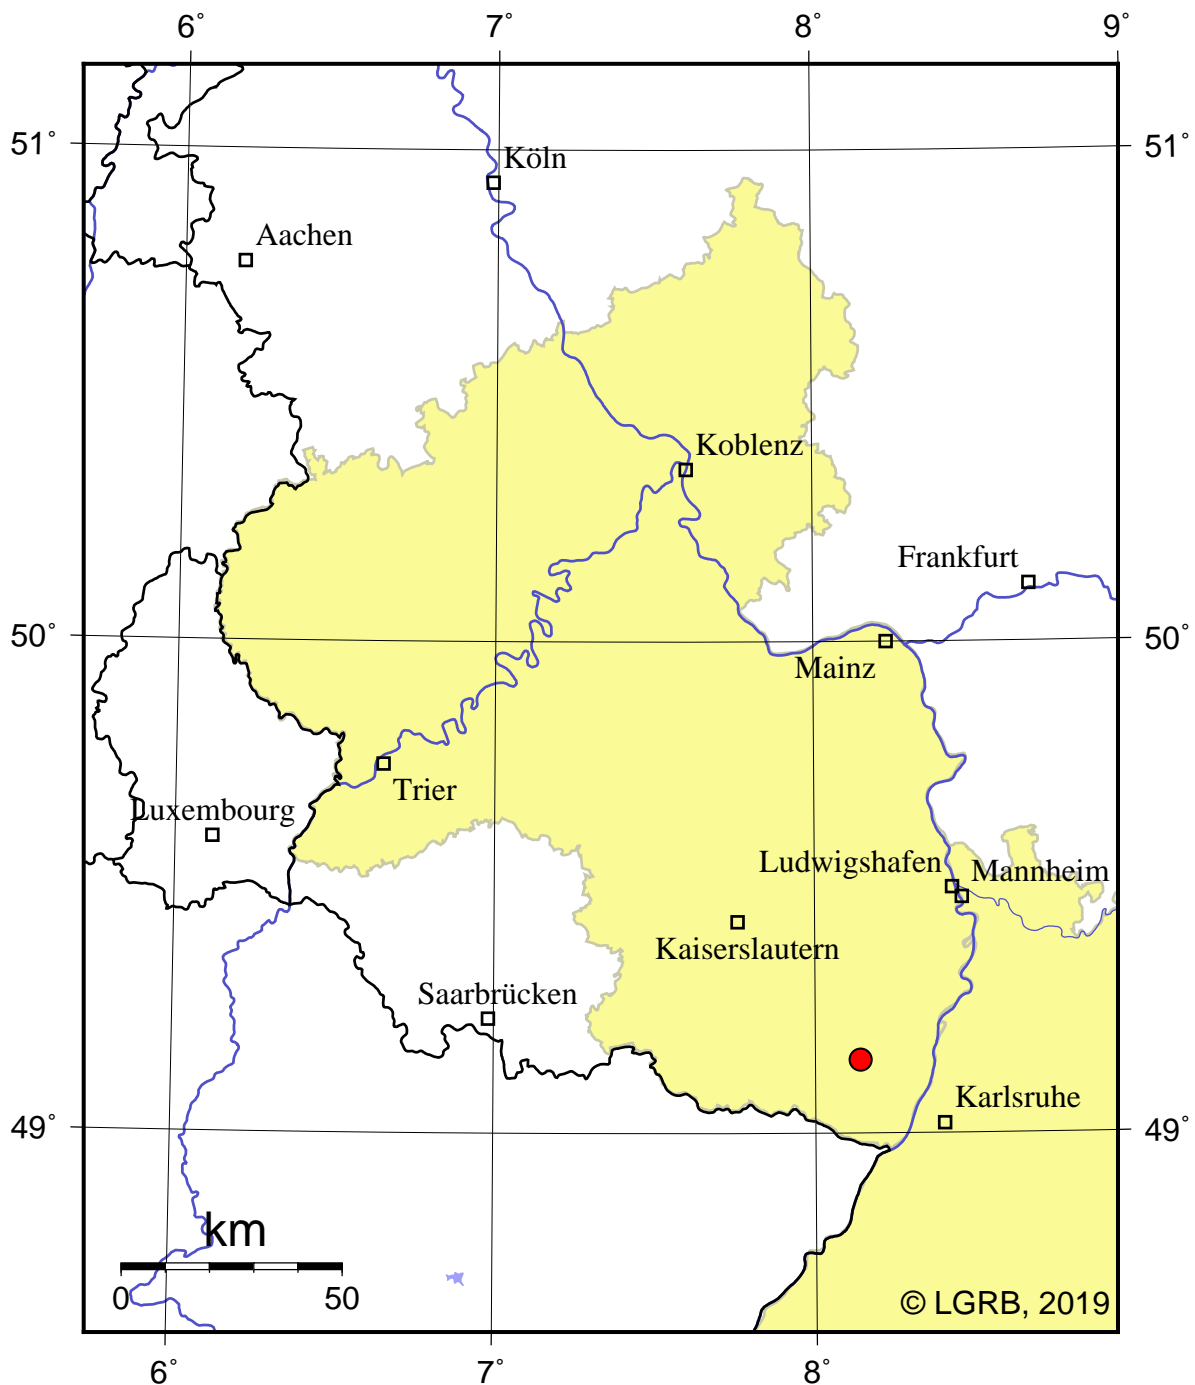 6°
7°
8°
9°
51°
51°
Köln
Aachen
Koblenz
Frankfurt
50°
50°
Mainz
Trier
Luxembourg
Ludwigshafen
Mannheim
Kaiserslautern
Saarbrücken
Karlsruhe
49°
49°
km
0
50
© LGRB, 2019
6°
7°
8°